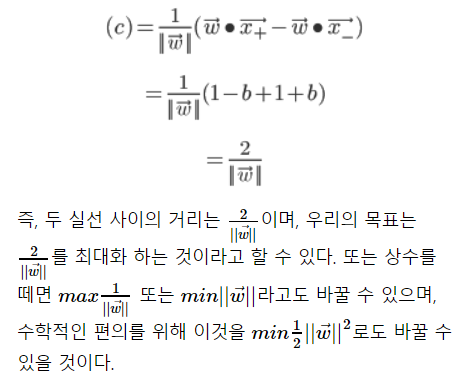 (c) = \frac{1}{\|\vec{w}\|}(\vec{w} \bullet \vec{x_+} - \vec{w} \bullet \vec{x_-})
= \frac{1}{\|\vec{w}\|}(1 - b + 1 + b)
= \frac{2}{\|\vec{w}\|}
즉, 두 실선 사이의 거리는 \frac{2}{||\vec{w}||}이며, 우리의 목표는
\frac{2}{||\vec{w}||}를 최대화 하는 것이라고 할 수 있다. 또는 상수를
떼면 max\frac{1}{||\vec{w}||} 또는 min||\vec{w}||라고도 바꿀 수 있으며,
수학적인 편의를 위해 이것을 min\frac{1}{2}||\vec{w}||^2로도 바꿀 수
있을 것이다.